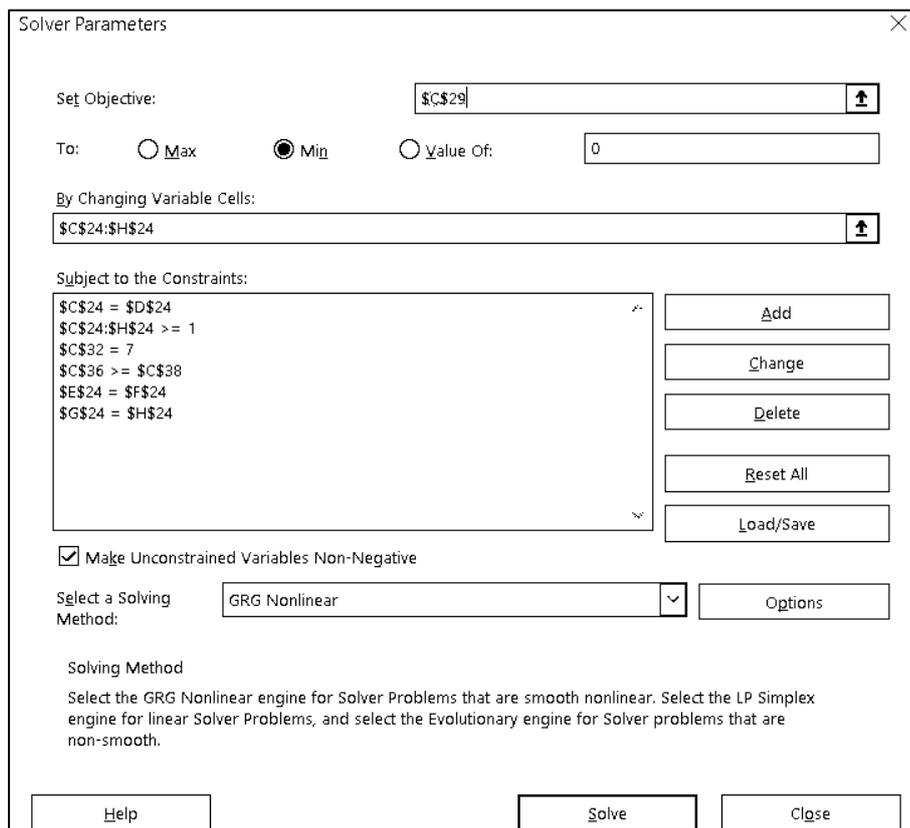 Solver Parameters
Set Objective:
$C$29
To:
Max
Min
Value Of:
0
By Changing Variable Cells:
$C$24:$H$24
Subject to the Constraints:
$C$24 = $D$24
$C$24:$H$24 >= 1
$C$32 = 7
$C$36 >= $C$38
$E$24 = $F$24
$G$24 = $H$24
Add
Change
Delete
Reset All
Load/Save
Make Unconstrained Variables Non-Negative
Select a Solving
Method:
GRG Nonlinear
Options
Solving Method
Select the GRG Nonlinear engine for Solver Problems that are smooth nonlinear. Select the LP Simplex
engine for linear Solver Problems, and select the Evolutionary engine for Solver problems that are
non-smooth.
Help
Solve
Close